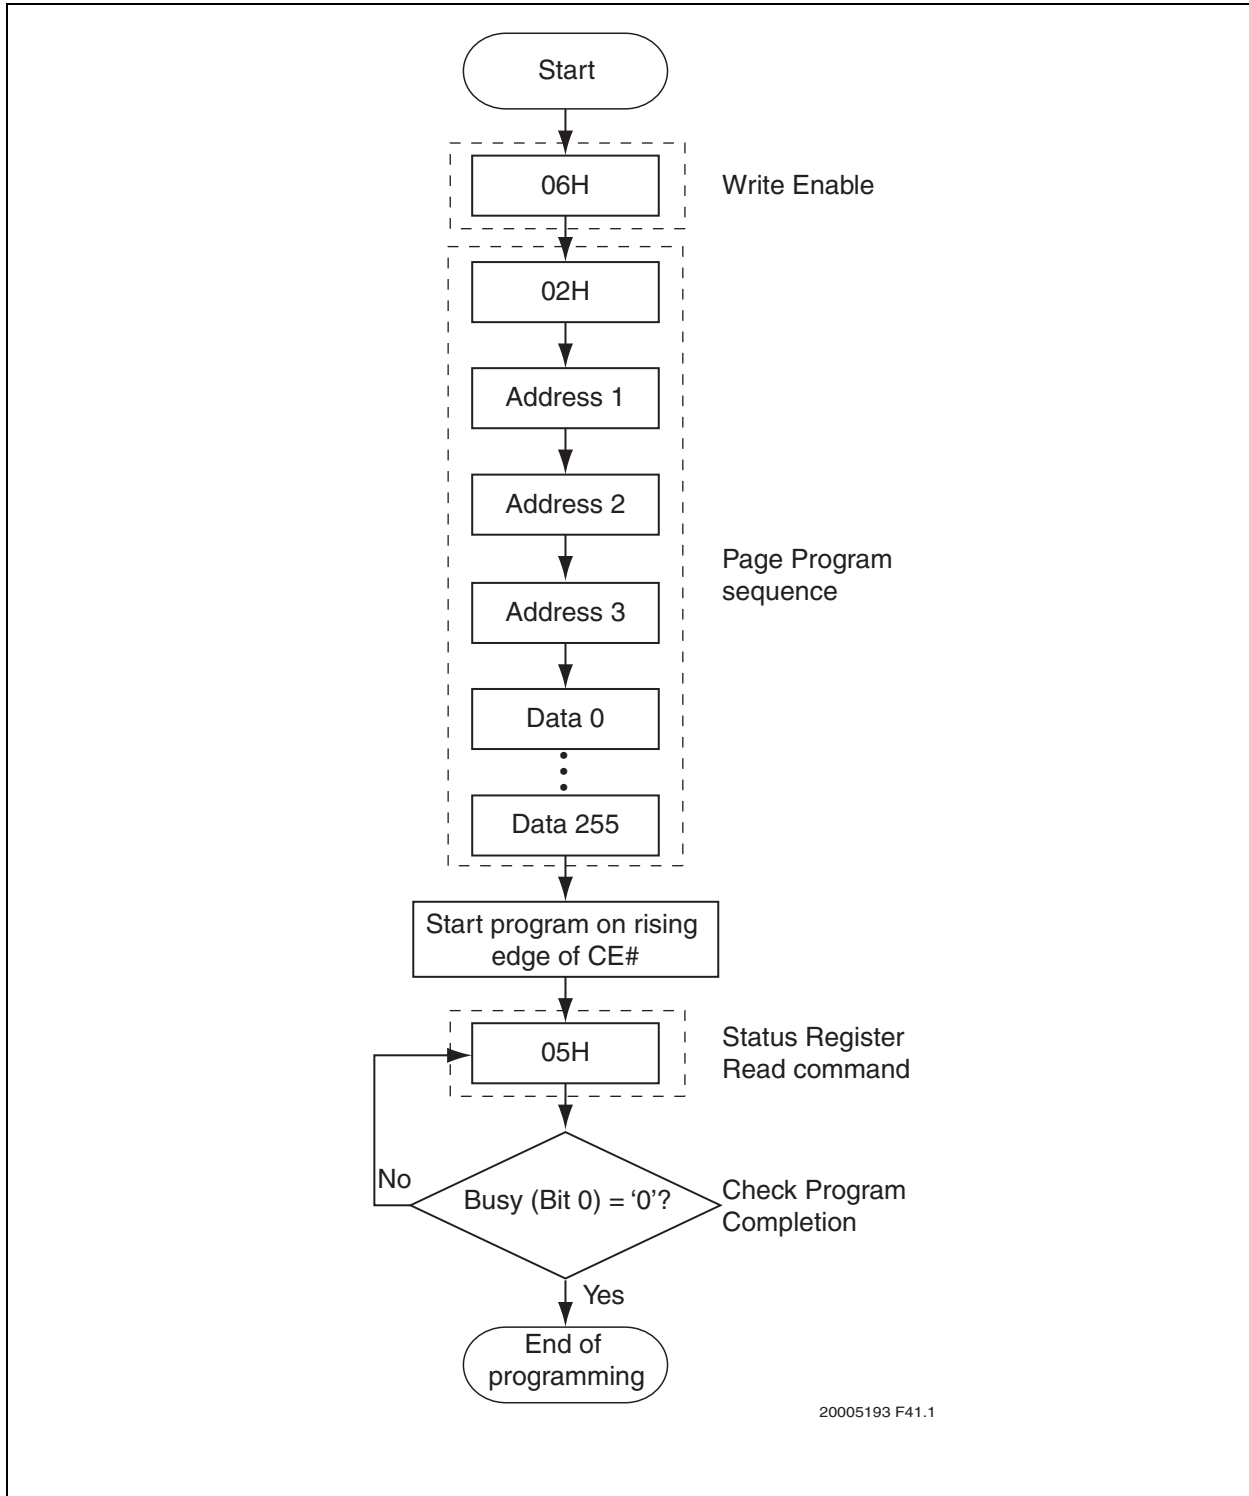 Start
06H
Write Enable
02H
Address 1
Address 2
Address 3
Page Program
sequence
Data 0
Data 255
Start program on rising
edge of CE#
05H
Status Register
Read command
No
Busy (Bit 0) = ‘0’?
Check Program
Completion
Yes
End of
programming
20005193 F41.1